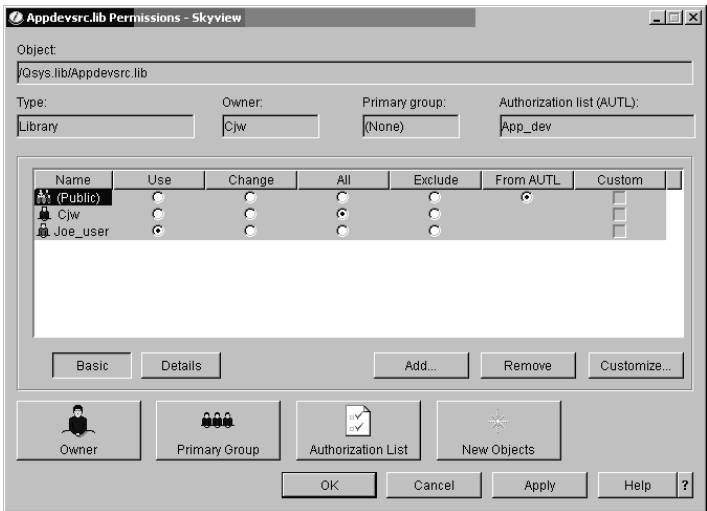 Appdevsrc.lib Permissions - Skyview
Object:
/Qsys.lib/Appdevsrc.lib
Type: Owner: Primary group: Authorization list (AUTL):
Library Cjw (None) App_dev
Name Use Change All Exclude From AUTL Custom
(Public)
Cjw
Joe_user
Basic Details Add... Remove Customize...
Owner Primary Group Authorization List New Objects
OK Cancel Apply Help ?